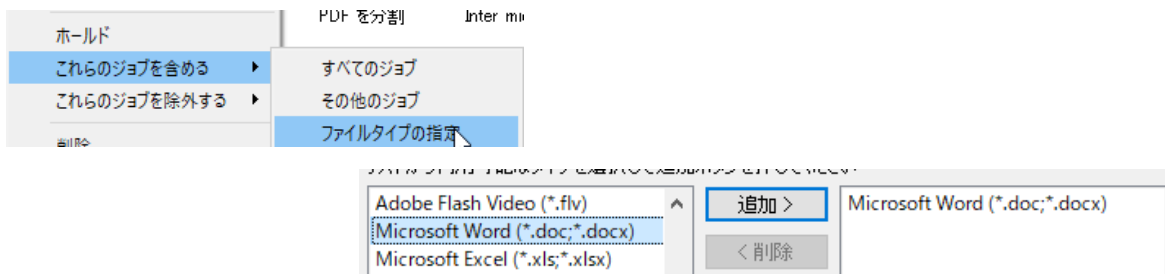 PDF を分割 Inter
ホールド
これらのジョブを含める
すべてのジョブ
これらのジョブを除外する
その他のジョブ
ファイルタイプの指定
削除
Adobe Flash Video (*.flv)
追加 >
Microsoft Word (*.doc;*.docx)
Microsoft Word (*.doc;*.docx)
< 削除
Microsoft Excel (*.xls;*.xlsx)